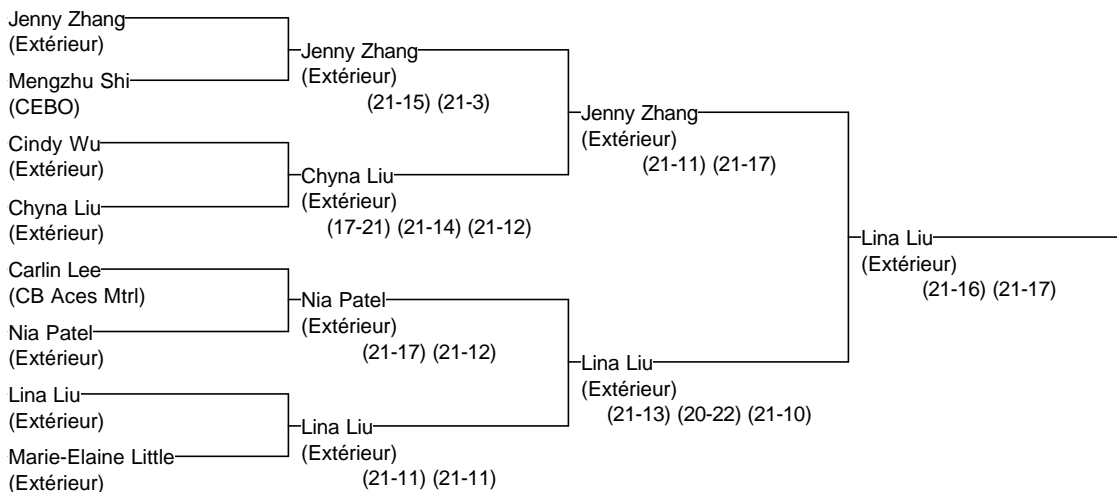 Jenny Zhang
(Extérieur)
Mengzhu Shi
(CEBO)
Cindy Wu
(Extérieur)
Chyna Liu
(Extérieur)
Carlin Lee
(CB Aces Mtrl)
Nia Patel
(Extérieur)
Lina Liu
(Extérieur)
Marie-Elaine Little
(Extérieur)
Jenny Zhang
(Extérieur)
(21-15) (21-3)
Chyna Liu
(Extérieur)
(17-21) (21-14) (21-12)
Nia Patel
(Extérieur)
(21-17) (21-12)
Lina Liu
(Extérieur)
(21-11) (21-11)
Jenny Zhang
(Extérieur)
(21-11) (21-17)
Lina Liu
(Extérieur)
(21-13) (20-22) (21-10)
Lina Liu
(Extérieur)
(21-16) (21-17)